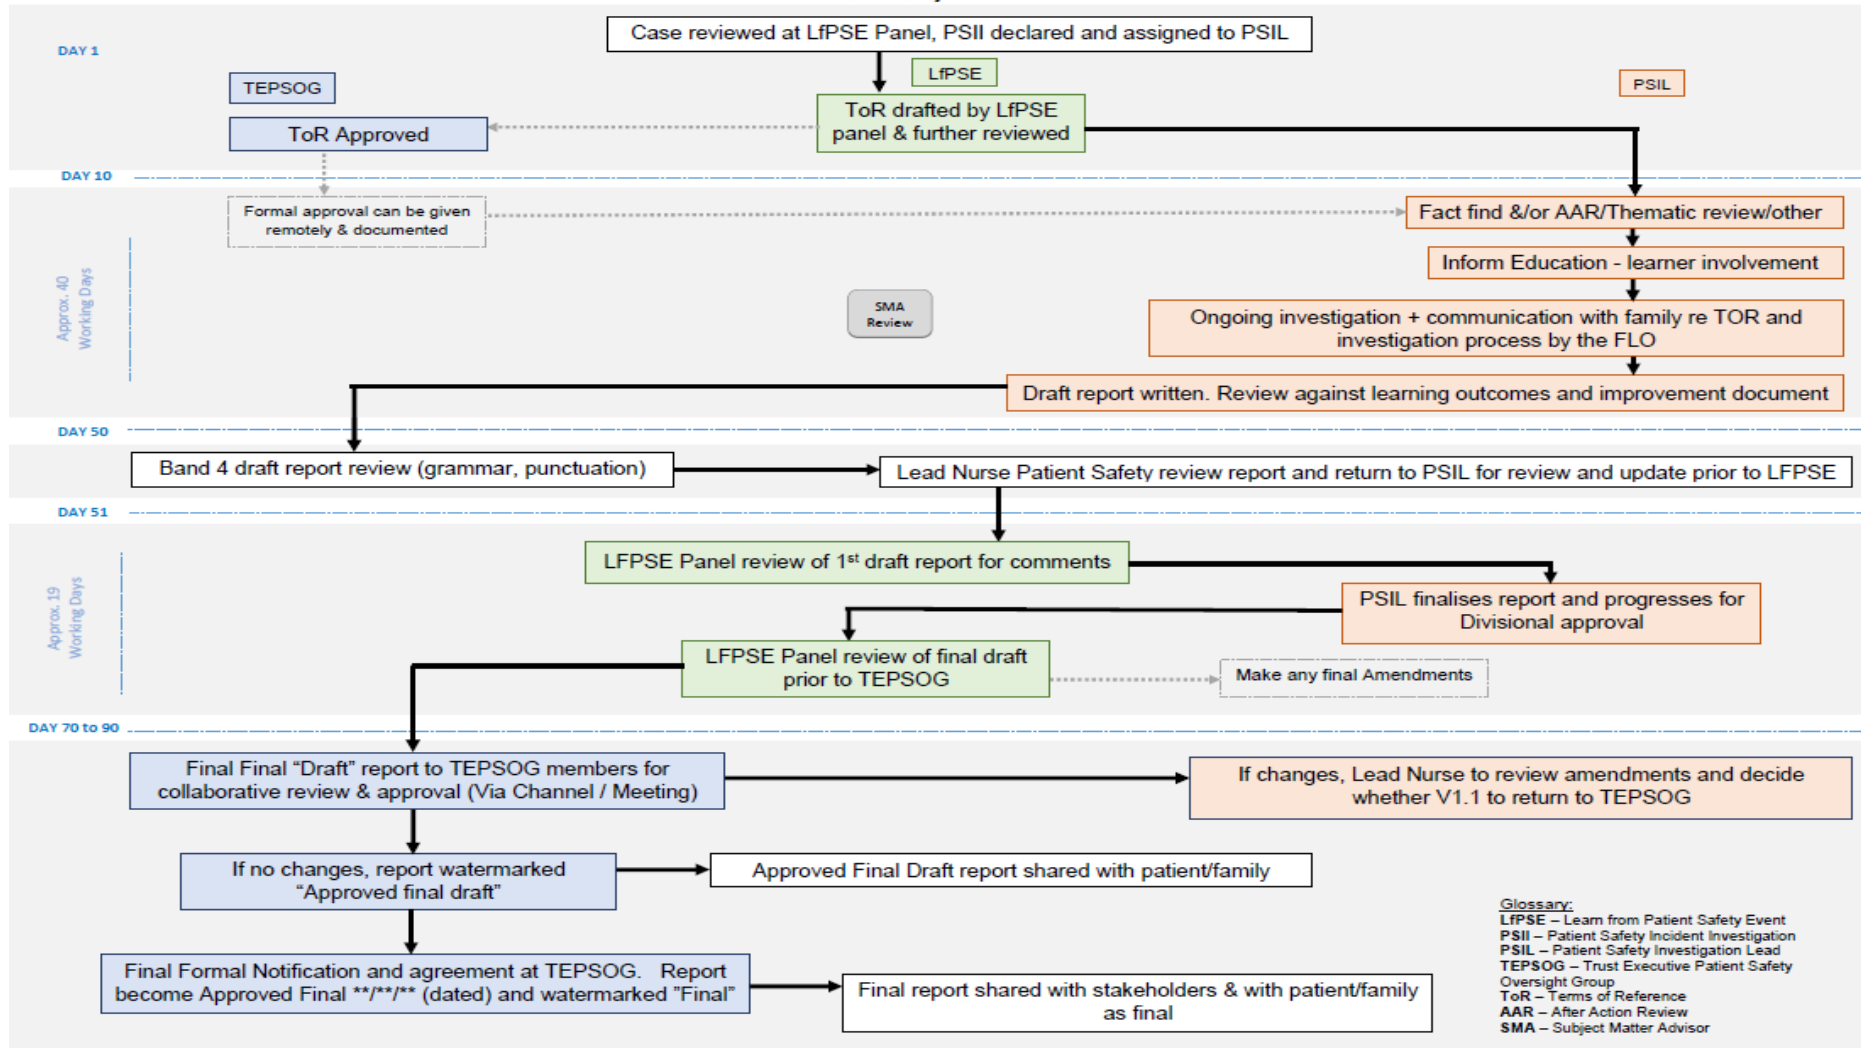 Case reviewed at LfPSE Panel, PSII declared and assigned to PSIL
DAY 1
LfPSE
TEPSOG
PSIL
ToR drafted by LfPSE
panel & further reviewed
ToR Approved
DAY 10
Formal approval can be given
remotely & documented
Fact find &/or AAR/Thematic review/other
Inform Education - learner involvement
Approx. 40
Working Days
SMA
Review
Ongoing investigation + communication with family re TOR and
investigation process by the FLO
Draft report written. Review against learning outcomes and improvement document
DAY 50
Band 4 draft report review (grammar, punctuation)
Lead Nurse Patient Safety review report and return to PSIL for review and update prior to LFPSE
DAY 51
LFPSE Panel review of 1st draft report for comments
Approx. 19
Working Days
PSIL finalises report and progresses for
Divisional approval
LFPSE Panel review of final draft
prior to TEPSOG
Make any final Amendments
DAY 70 to 90
Final Final “Draft” report to TEPSOG members for
collaborative review & approval (Via Channel / Meeting)
If changes, Lead Nurse to review amendments and decide
whether V1.1 to return to TEPSOG
If no changes, report watermarked
“Approved final draft”
Approved Final Draft report shared with patient/family
Final Formal Notification and agreement at TEPSOG. Report
become Approved Final **/**/** (dated) and watermarked ”Final”
Final report shared with stakeholders & with patient/family
as final
Glossary:
LfPSE – Learn from Patient Safety Event
PSII – Patient Safety Incident Investigation
PSIL – Patient Safety Investigation Lead
TEPSOG – Trust Executive Patient Safety
Oversight Group
ToR – Terms of Reference
AAR – After Action Review
SMA – Subject Matter Advisor